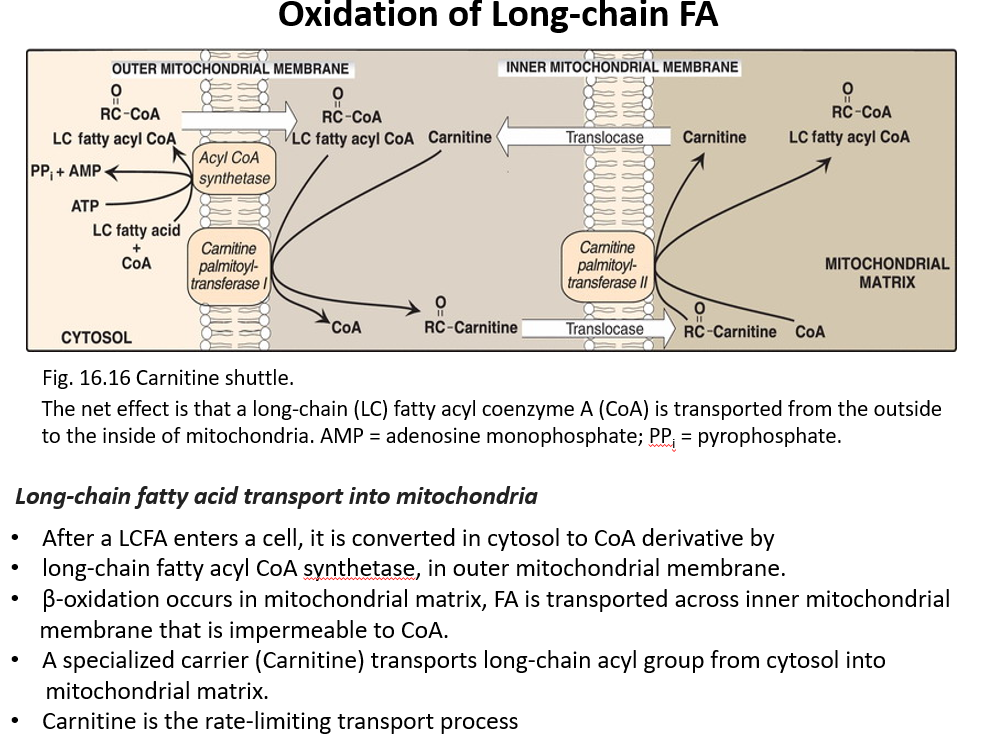 Oxidation of Long-chain FA
OUTER MITOCHONDRIAL MEMBRANE
INNER MITOCHONDRIAL MEMBRANE
O
RC-CoA
LC fatty acyl CoA
PPi + AMP
ATP
LC fatty acid
+
CoA
CYTOSOL
Acyl CoA
synthetase
Carnitine
palmitoyl-
transferase I
O
RC-CoA
LC fatty acyl CoA
Carnitine
CoA
O
RC-Carnitine
Translocase
Translocase
Carnitine
palmitoyl-
transferase II
Carnitine
O
RC-CoA
LC fatty acyl CoA
MITOCHONDRIAL
MATRIX
O
RC-Carnitine
CoA
Fig. 16.16 Carnitine shuttle.
The net effect is that a long-chain (LC) fatty acyl coenzyme A (CoA) is transported from the outside
to the inside of mitochondria. AMP = adenosine monophosphate; PPi = pyrophosphate.
Long-chain fatty acid transport into mitochondria
• After a LCFA enters a cell, it is converted in cytosol to CoA derivative by
• long-chain fatty acyl CoA synthetase, in outer mitochondrial membrane.
• β-oxidation occurs in mitochondrial matrix, FA is transported across inner mitochondrial
membrane that is impermeable to CoA.
• A specialized carrier (Carnitine) transports long-chain acyl group from cytosol into
mitochondrial matrix.
• Carnitine is the rate-limiting transport process